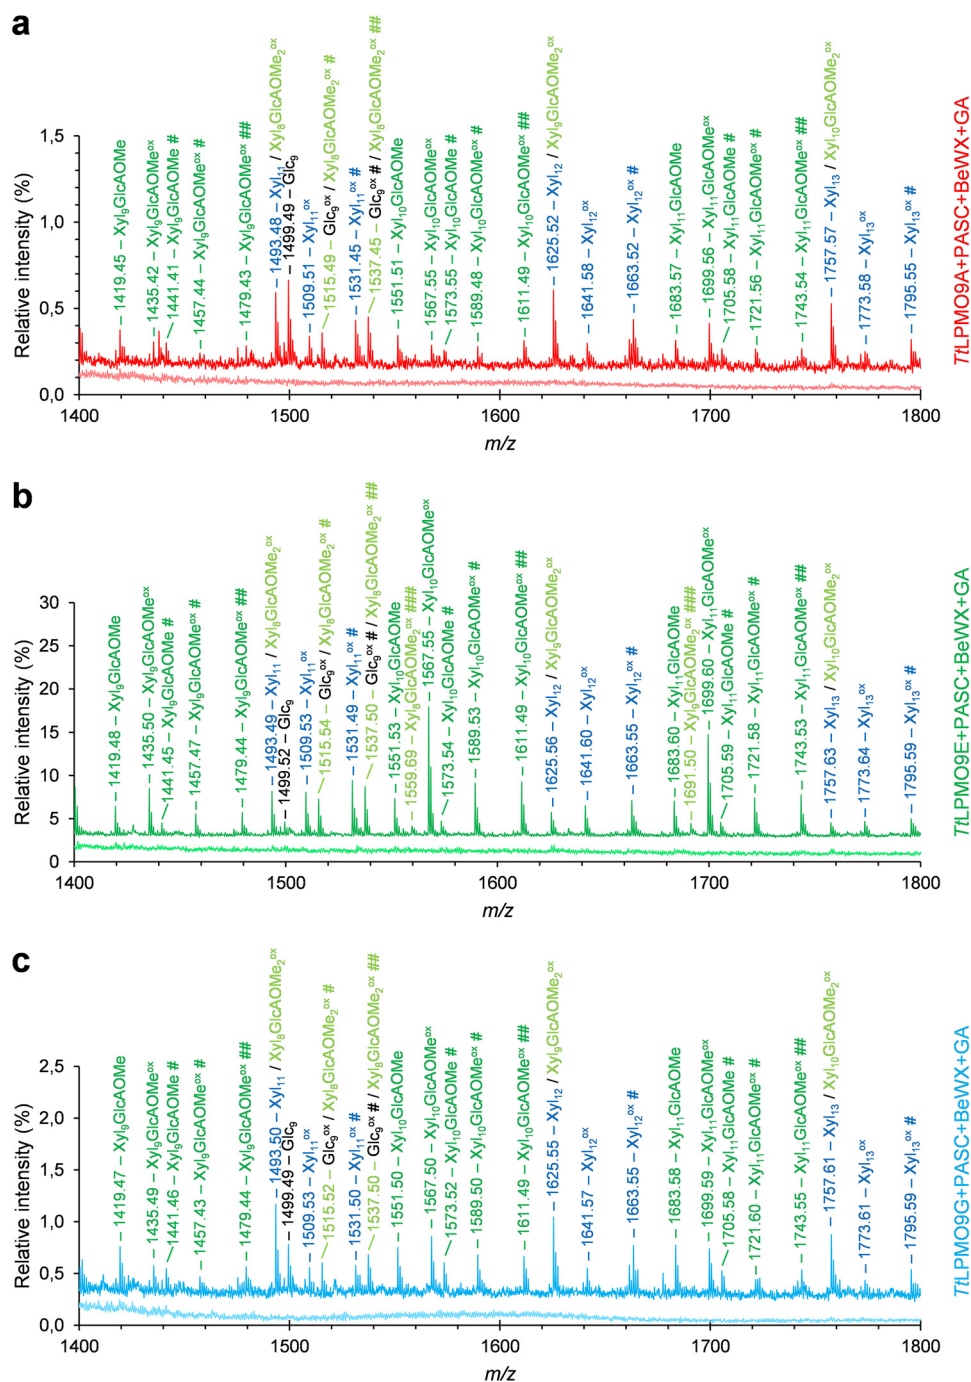 a
1419.45 – Xyl₉GlcAOMe
1435.42 – Xyl₉GlcAOMeᵒˣ
1441.41 – Xyl₉GlcAOMe #
1457.44 – Xyl₉GlcAOMeᵒˣ #
1479.43 – Xyl₉GlcAOMeᵒˣ ##
1493.48 – Xyl₁₁ / Xyl₈GlcAOMe₂ᵒˣ
1499.49 – Glc₉
1509.51 – Xyl₁₁ᵒˣ
1515.49 – Glc₉ᵒˣ / Xyl₈GlcAOMe₂ᵒˣ #
1531.45 – Xyl₁₁ᵒˣ #
1537.45 – Glc₉ᵒˣ # / Xyl₈GlcAOMe₂ᵒˣ ##
1551.51 – Xyl₁₀GlcAOMe
1567.55 – Xyl₁₀GlcAOMeᵒˣ
1573.55 – Xyl₁₀GlcAOMe #
1589.48 – Xyl₁₀GlcAOMeᵒˣ #
1611.49 – Xyl₁₀GlcAOMeᵒˣ ##
1625.52 – Xyl₁₂ / Xyl₉GlcAOMe₂ᵒˣ
1641.58 – Xyl₁₂ᵒˣ
1663.52 – Xyl₁₂ᵒˣ #
1683.57 – Xyl₁₁GlcAOMe
1699.56 – Xyl₁₁GlcAOMeᵒˣ
1705.58 – Xyl₁₁GlcAOMe #
1721.56 – Xyl₁₁GlcAOMeᵒˣ #
1743.54 – Xyl₁₁GlcAOMeᵒˣ ##
1757.57 – Xyl₁₃ / Xyl₁₀GlcAOMe₂ᵒˣ
1773.58 – Xyl₁₃ᵒˣ
1795.55 – Xyl₁₃ᵒˣ #
Relative intensity (%)
1,5
1,0
0,5
0,0
1400 1500 1600 1700 1800
m/z
TtLPMO9A+PASC+BeWX+GA
b
1419.48 – Xyl₉GlcAOMe
1435.50 – Xyl₉GlcAOMeᵒˣ
1441.45 – Xyl₉GlcAOMe #
1457.47 – Xyl₉GlcAOMeᵒˣ #
1479.44 – Xyl₉GlcAOMeᵒˣ ##
1493.49 – Xyl₁₁ / Xyl₈GlcAOMe₂ᵒˣ
1499.52 – Glc₉
1509.53 – Xyl₁₁ᵒˣ
1515.54 – Glc₉ᵒˣ / Xyl₈GlcAOMe₂ᵒˣ #
1531.49 – Xyl₁₁ᵒˣ #
1537.50 – Glc₉ᵒˣ # / Xyl₈GlcAOMe₂ᵒˣ ##
1551.53 – Xyl₁₀GlcAOMe
1559.69 – Xyl₈GlcAOMe₂ᵒˣ ###
1567.55 – Xyl₁₀GlcAOMeᵒˣ
1573.54 – Xyl₁₀GlcAOMe #
1589.53 – Xyl₁₀GlcAOMeᵒˣ #
1611.49 – Xyl₁₀GlcAOMeᵒˣ ##
1625.56 – Xyl₁₂ / Xyl₉GlcAOMe₂ᵒˣ
1641.60 – Xyl₁₂ᵒˣ
1663.55 – Xyl₁₂ᵒˣ #
1683.60 – Xyl₁₁GlcAOMe
1691.50 – Xyl₉GlcAOMe₂ᵒˣ ###
1699.60 – Xyl₁₁GlcAOMeᵒˣ
1705.59 – Xyl₁₁GlcAOMe #
1721.58 – Xyl₁₁GlcAOMeᵒˣ #
1743.53 – Xyl₁₁GlcAOMeᵒˣ ##
1757.63 – Xyl₁₃ / Xyl₁₀GlcAOMe₂ᵒˣ
1773.64 – Xyl₁₃ᵒˣ
1795.59 – Xyl₁₃ᵒˣ #
Relative intensity (%)
30
25
20
15
10
5
0
1400 1500 1600 1700 1800
m/z
TtLPMO9E+PASC+BeWX+GA
c
1419.47 – Xyl₉GlcAOMe
1435.49 – Xyl₉GlcAOMeᵒˣ
1441.46 – Xyl₉GlcAOMe #
1457.43 – Xyl₉GlcAOMeᵒˣ #
1479.44 – Xyl₉GlcAOMeᵒˣ ##
1493.50 – Xyl₁₁ / Xyl₈GlcAOMe₂ᵒˣ
1499.49 – Glc₉
1509.53 – Xyl₁₁ᵒˣ
1515.52 – Glc₉ᵒˣ / Xyl₈GlcAOMe₂ᵒˣ #
1531.50 – Xyl₁₁ᵒˣ #
1537.50 – Glc₉ᵒˣ # / Xyl₈GlcAOMe₂ᵒˣ ##
1551.50 – Xyl₁₀GlcAOMe
1567.50 – Xyl₁₀GlcAOMeᵒˣ
1573.52 – Xyl₁₀GlcAOMe #
1589.50 – Xyl₁₀GlcAOMeᵒˣ #
1611.49 – Xyl₁₀GlcAOMeᵒˣ ##
1625.55 – Xyl₁₂ / Xyl₉GlcAOMe₂ᵒˣ
1641.57 – Xyl₁₂ᵒˣ
1663.55 – Xyl₁₂ᵒˣ #
1683.58 – Xyl₁₁GlcAOMe
1699.59 – Xyl₁₁GlcAOMeᵒˣ
1705.58 – Xyl₁₁GlcAOMe #
1721.60 – Xyl₁₁GlcAOMeᵒˣ #
1743.55 – Xyl₁₁GlcAOMeᵒˣ ##
1757.61 – Xyl₁₃ / Xyl₁₀GlcAOMe₂ᵒˣ
1773.61 – Xyl₁₃ᵒˣ
1795.59 – Xyl₁₃ᵒˣ #
Relative intensity (%)
2,5
2,0
1,5
1,0
0,5
0,0
1400 1500 1600 1700 1800
m/z
TtLPMO9G+PASC+BeWX+GA